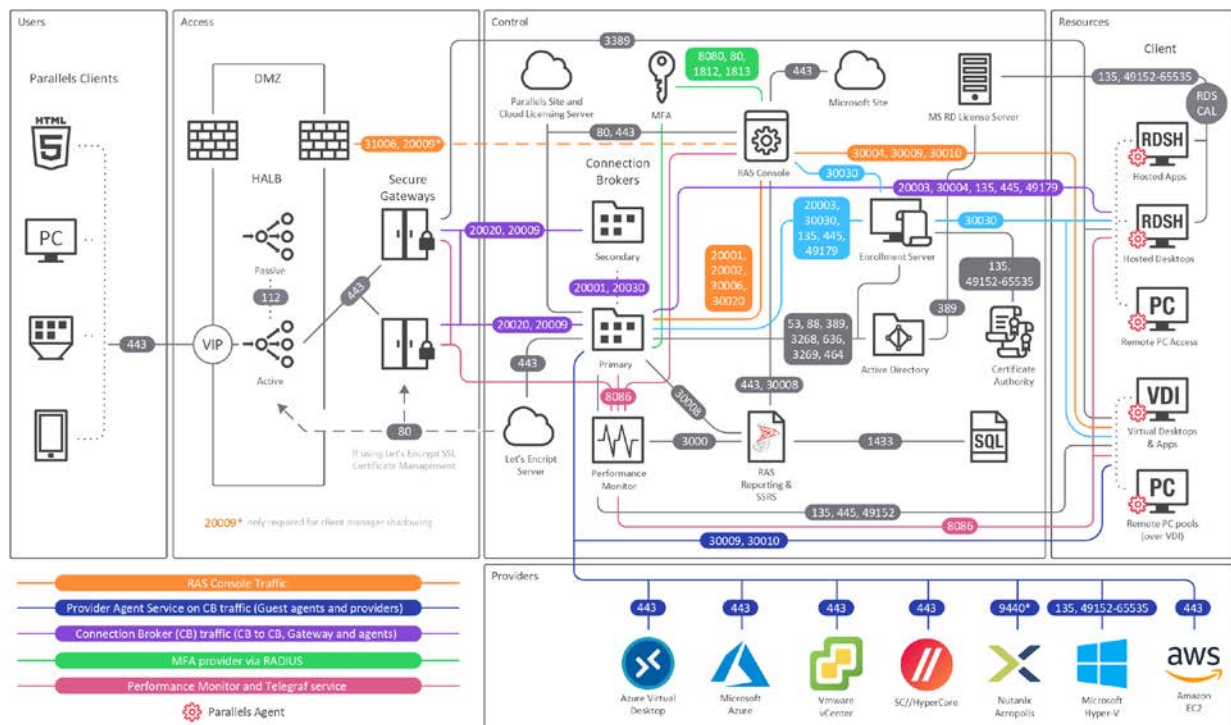 Users
Access
Control
Resources
Parallels Clients
HTML
5
PC
443
DMZ
HALB
Passive
112
VIP
Active
443
Secure
Gateways
31006, 20009*
80
If using Let's Encrypt SSL
Certificate Management
20009* only required for client manager shadowing
3389
Parallels Site and
Cloud Licensing Server
MFA
8080, 80,
1812, 1813
443
Microsoft Site
MS RD License Server
80, 443
RAS Console
Connection
Brokers
20020, 20009
Secondary
20001, 20030
20020, 20009
Primary
30004, 30009, 30010
30030
20003, 30004, 135, 445, 49179
20003,
30030,
135, 445,
49179
30030
Enrollment Server
20001,
20002,
30006,
30020
135,
49152-65535
389
53, 88, 389,
3268, 636,
3269, 464
Active Directory
Certificate
Authority
443
8086
30008
443, 30008
Let's Encript
Server
Performance
Monitor
3000
RAS
Reporting &
SSRS
1433
SQL
135, 445, 49152
8086
30009, 30010
Client
135, 49152-65535
RDS
CAL
RDSH
Hosted Apps
RDSH
Hosted Desktops
PC
Remote PC Access
VDI
Virtual Desktops
& Apps
PC
Remote PC pools
(over VDI)
RAS Console Traffic
Provider Agent Service on CB traffic (Guest agents and providers)
Connection Broker (CB) traffic (CB to CB, Gateway and agents)
MFA provider via RADIUS
Performance Monitor and Telegraf service
Parallels Agent
Providers
443
443
443
443
9440*
135, 49152-65535
443
Azure Virtual
Desktop
Microsoft
Azure
Vmware
vCenter
SC//HyperCore
Nutanix
Acropolis
Microsoft
Hyper-V
aws
Amazon
EC2